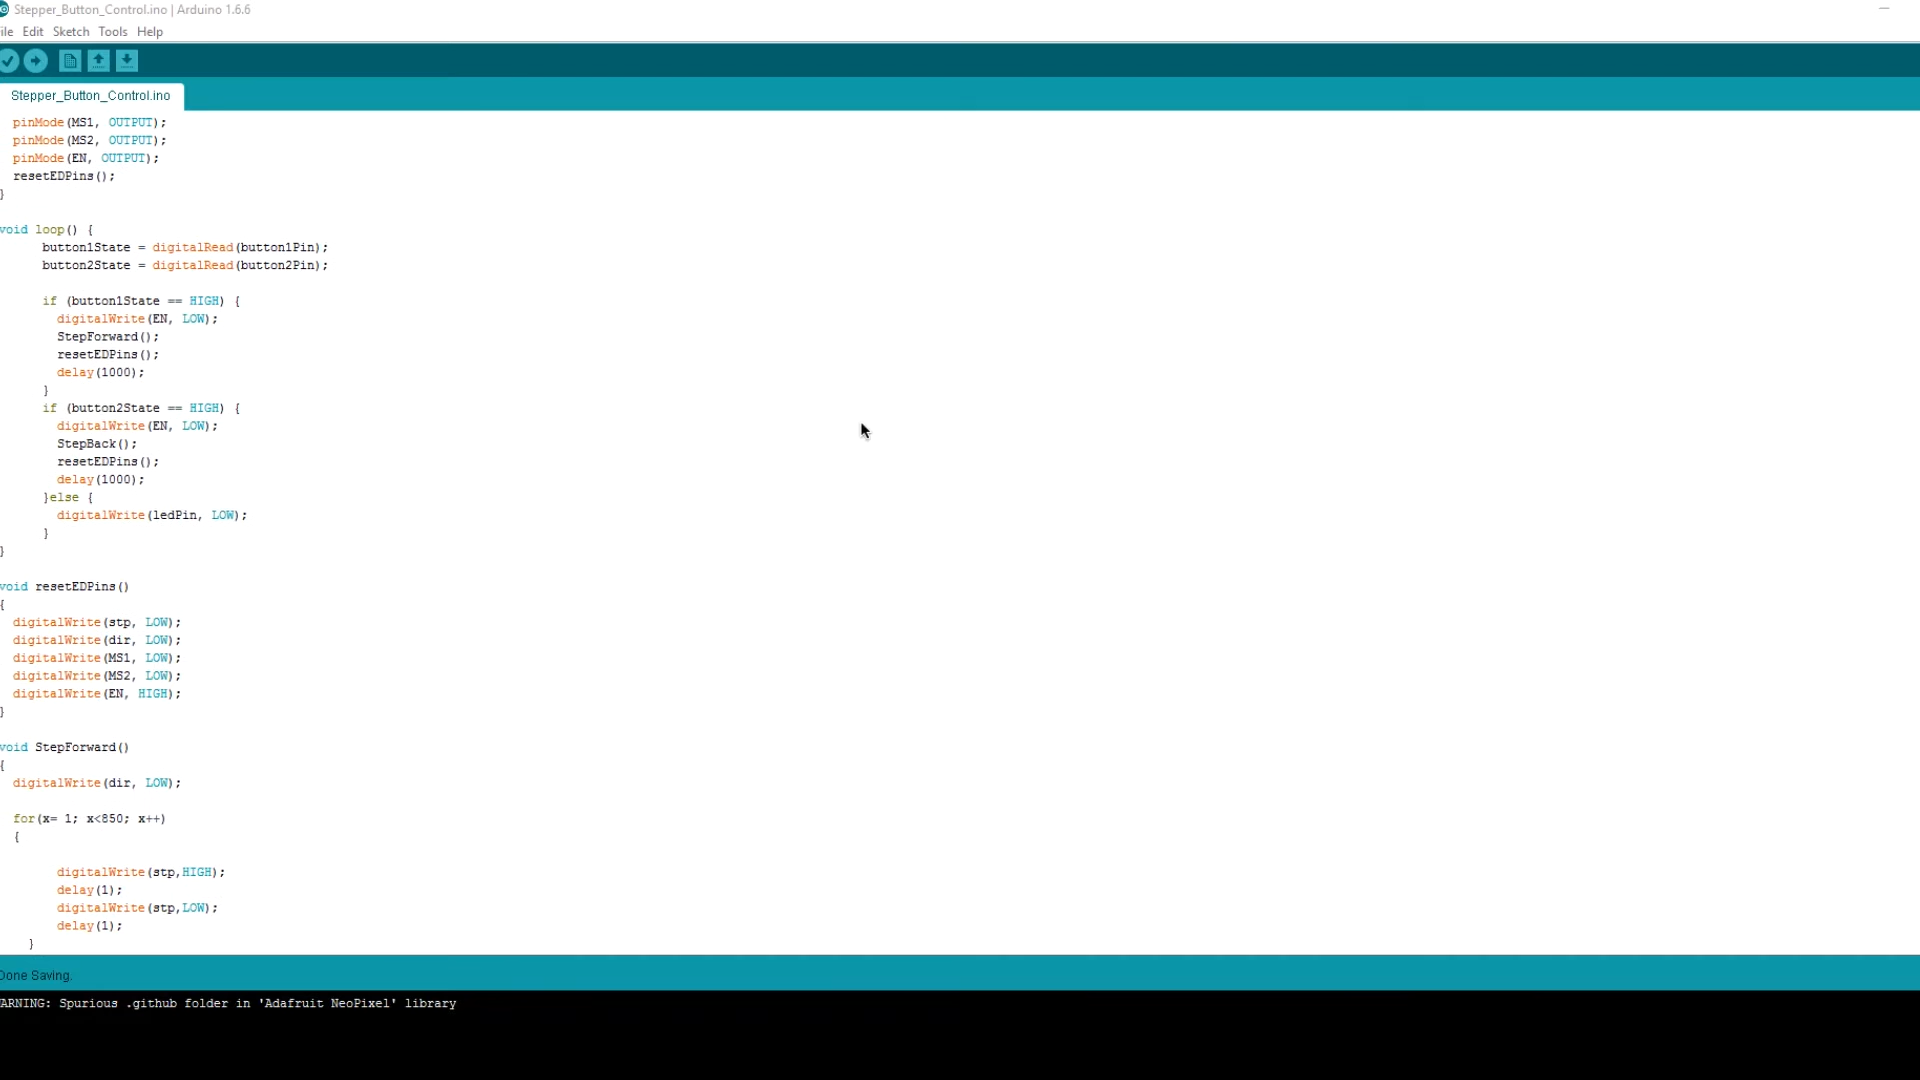 Stepper_Button_Control.ino | Arduino 1.6.6
ile Edit Sketch Tools Help
Stepper_Button_Control.ino
pinMode(MS1, OUTPUT);
pinMode(MS2, OUTPUT);
pinMode(EN, OUTPUT);
resetEDPins();
}
void loop() {
button1State = digitalRead(button1Pin);
button2State = digitalRead(button2Pin);
if (button1State == HIGH) {
digitalWrite(EN, LOW);
StepForward();
resetEDPins();
delay(1000);
}
if (button2State == HIGH) {
digitalWrite(EN, LOW);
StepBack();
resetEDPins();
delay(1000);
}else {
digitalWrite(ledPin, LOW);
}
}
void resetEDPins()
{
digitalWrite(stp, LOW);
digitalWrite(dir, LOW);
digitalWrite(MS1, LOW);
digitalWrite(MS2, LOW);
digitalWrite(EN, HIGH);
}
void StepForward()
{
digitalWrite(dir, LOW);
for(x= 1; x<850; x++)
{
digitalWrite(stp,HIGH);
delay(1);
digitalWrite(stp,LOW);
delay(1);
}
Done Saving.
ARNING: Spurious .github folder in 'Adafruit NeoPixel' library